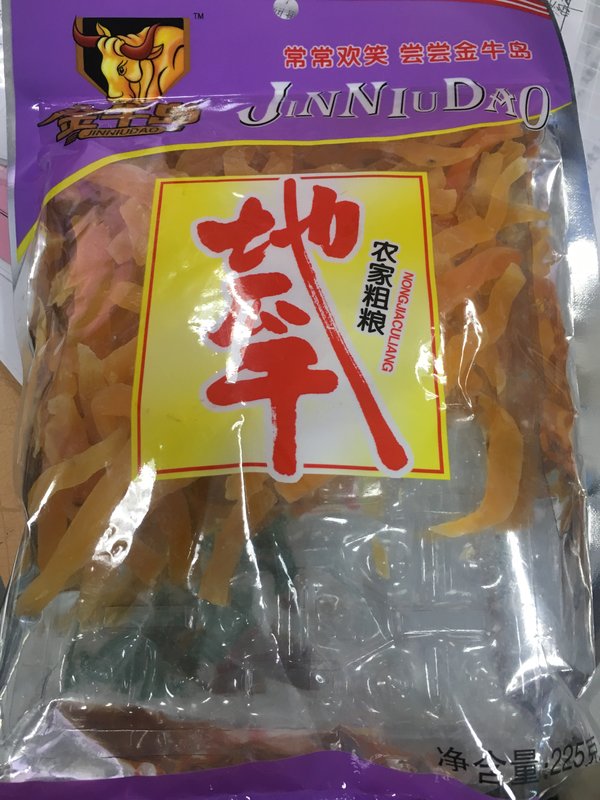 TM
常常欢笑 尝尝金牛岛
金牛岛
JINNIUDAO
JINNIUDAO
地瓜干
农家粗粮
NONGJIACULIANG
净含量:225克